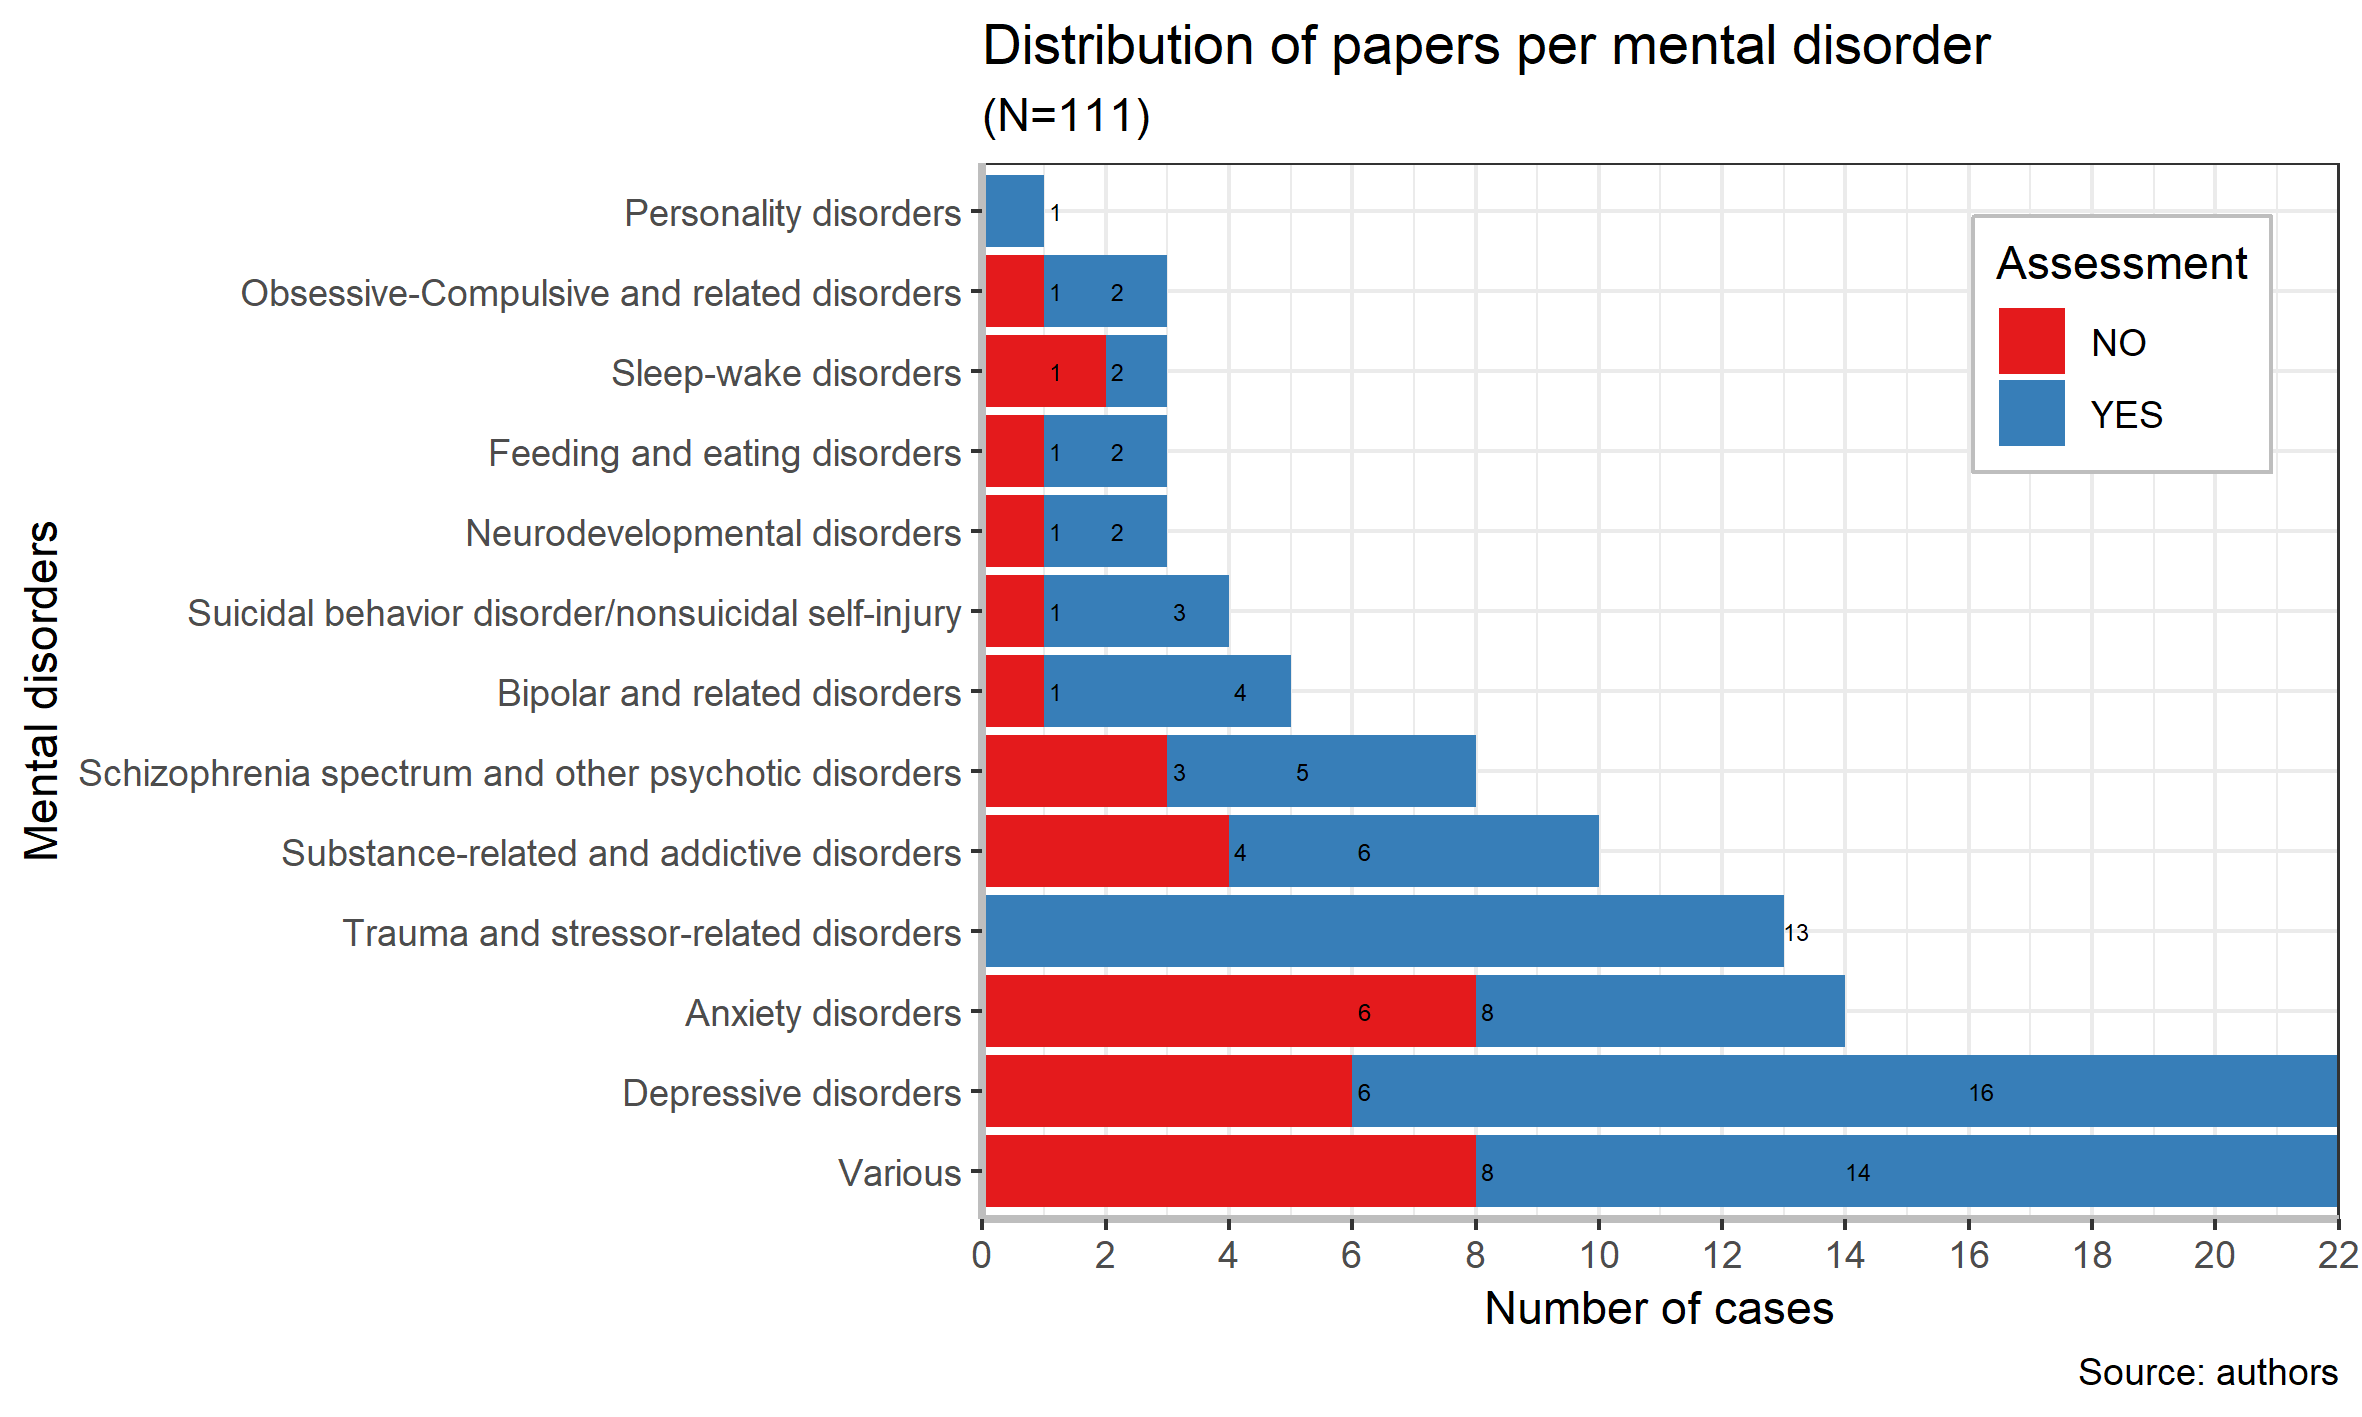 Distribution of papers per mental disorder
(N=111)
Personality disorders 1
Obsessive-Compulsive and related disorders 1 2
Sleep-wake disorders 1 2
Feeding and eating disorders 1 2
Neurodevelopmental disorders 1 2
Suicidal behavior disorder/nonsuicidal self-injury 1 3
Bipolar and related disorders 1 4
Schizophrenia spectrum and other psychotic disorders 3 5
Substance-related and addictive disorders 4 6
Trauma and stressor-related disorders 13
Anxiety disorders 6 8
Depressive disorders 6 16
Various 8 14
Mental disorders
Assessment
NO
YES
0 2 4 6 8 10 12 14 16 18 20 22
Number of cases
Source: authors